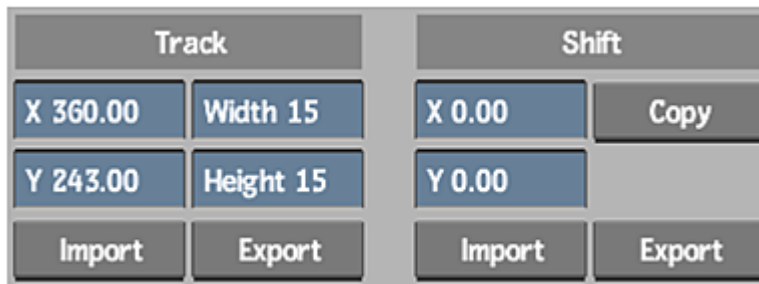 Track Shift
X 360.00 Width 15 X 0.00 Copy
Y 243.00 Height 15 Y 0.00
Import Export Import Export